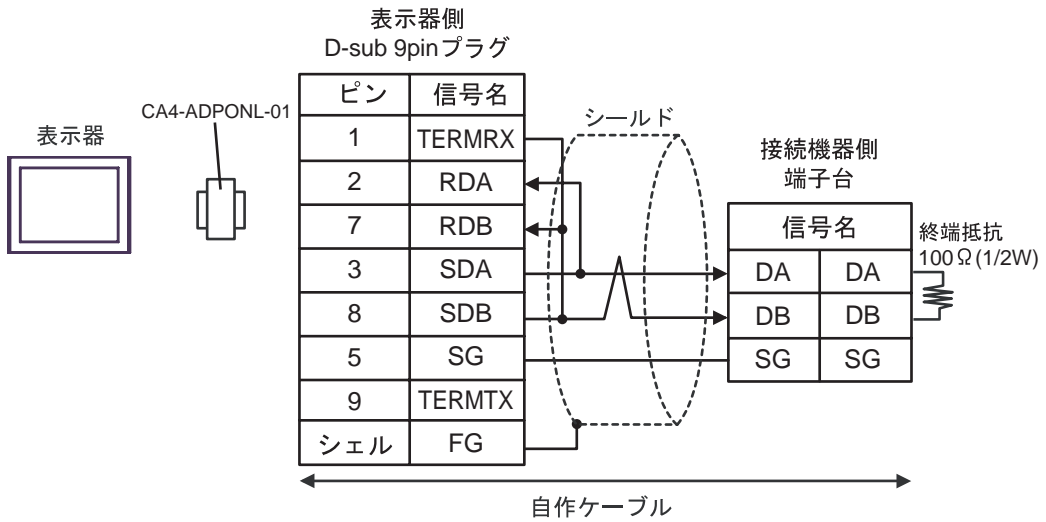 表示器側
D-sub 9pinプラグ
CA4-ADPONL-01
表示器
ピン 信号名
1 TERMRX
2 RDA
7 RDB
3 SDA
8 SDB
5 SG
9 TERMTX
シェル FG
シールド
接続機器側
端子台
信号名
DA DA
DB DB
SG SG
終端抵抗
100Ω(1/2W)
自作ケーブル